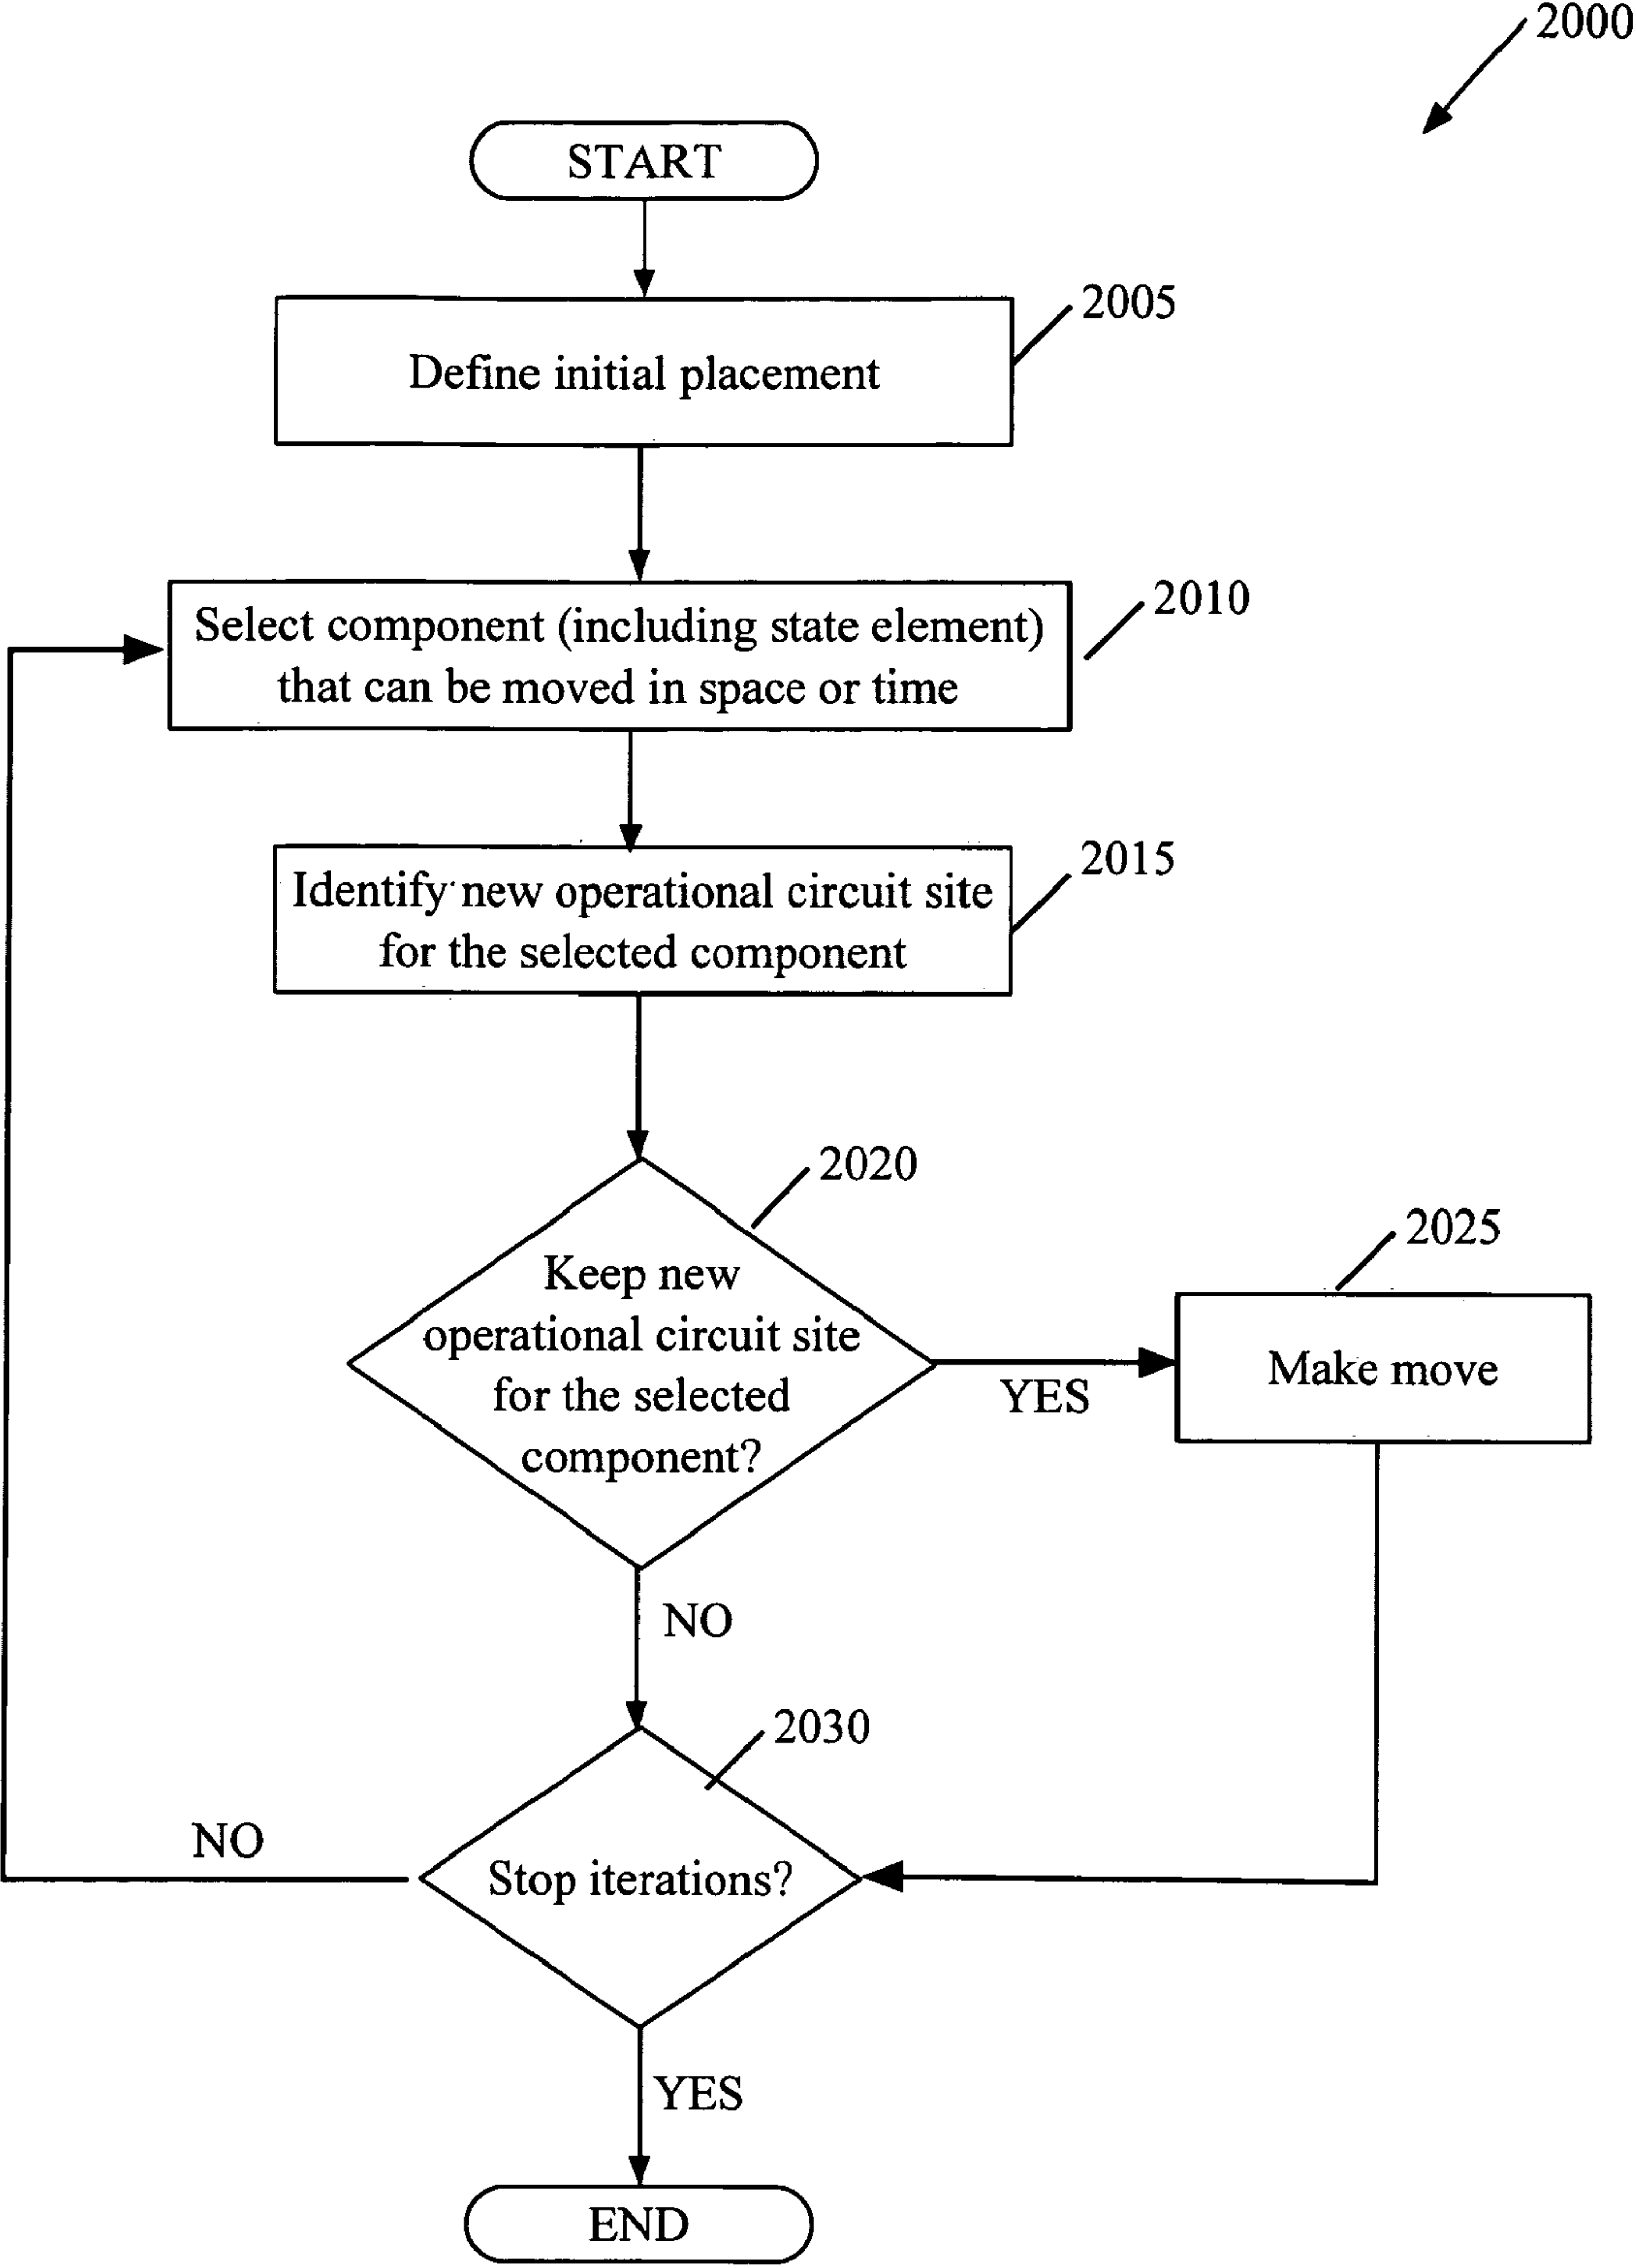 2000
START
2005
Define initial placement
2010
Select component (including state element)
that can be moved in space or time
2015
Identify new operational circuit site
for the selected component
2020
Keep new
operational circuit site
for the selected
component?
2025
Make move
YES
NO
2030
Stop iterations?
NO
YES
END